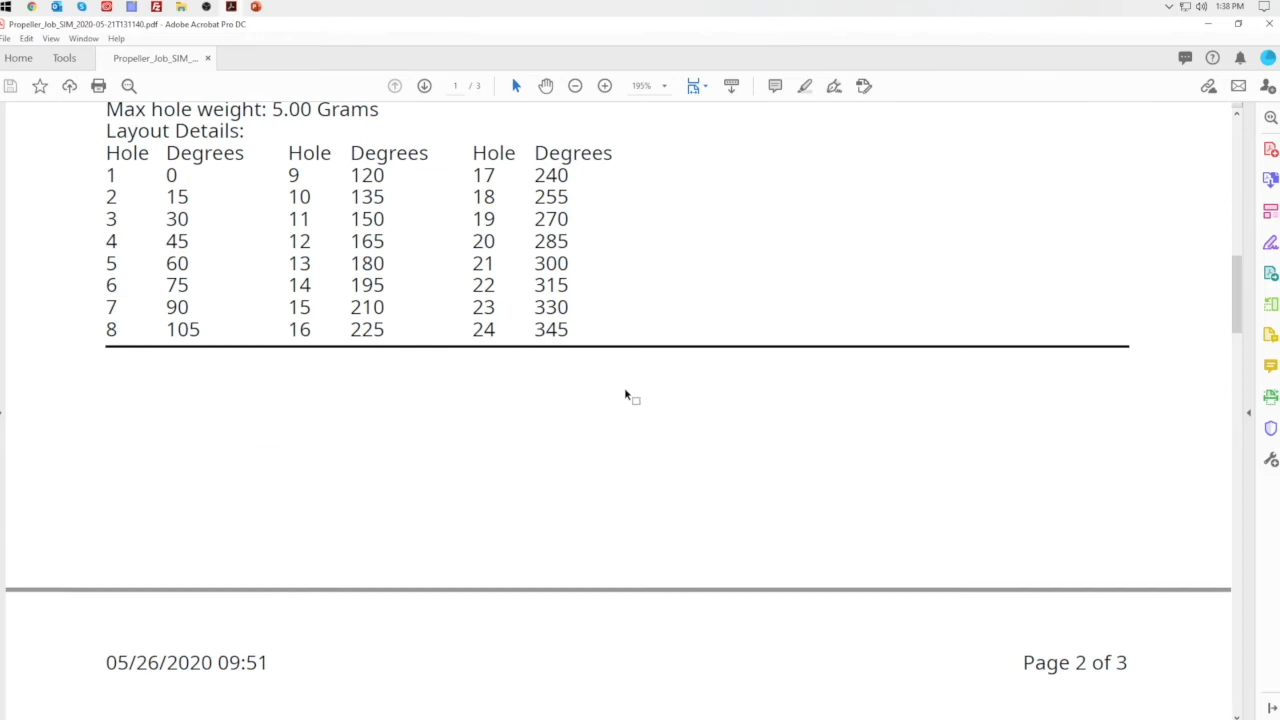 1:38 PM
Propeller_Job_SIM_2020-05-21T131140.pdf - Adobe Acrobat Pro DC
File Edit View Window Help
Home Tools Propeller_Job_SIM_... ×
1 / 3 195%
Max hole weight: 5.00 Grams
Layout Details:
Hole Degrees Hole Degrees Hole Degrees
1 0 9 120 17 240
2 15 10 135 18 255
3 30 11 150 19 270
4 45 12 165 20 285
5 60 13 180 21 300
6 75 14 195 22 315
7 90 15 210 23 330
8 105 16 225 24 345
05/26/2020 09:51 Page 2 of 3